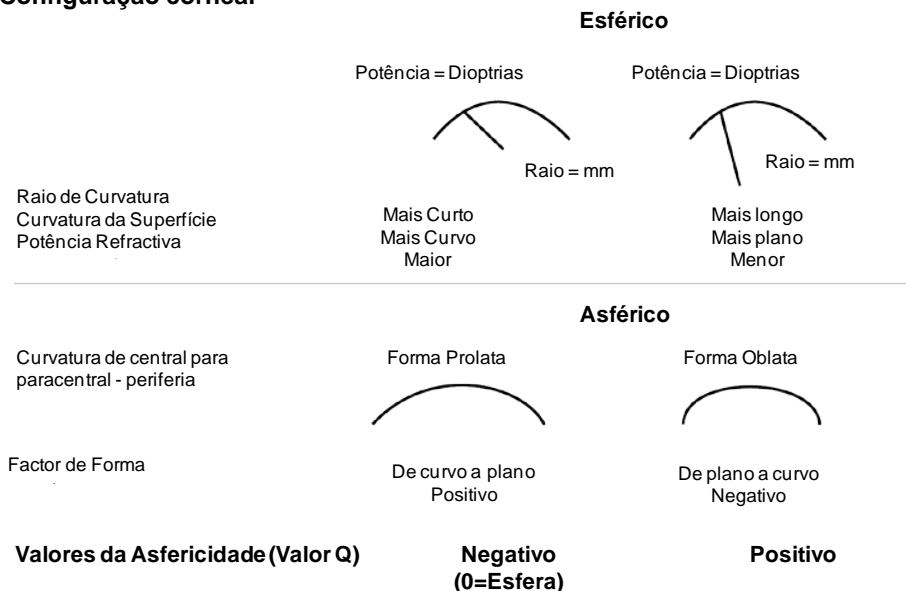 Esférico
Potência = Dioptrias
Potência = Dioptrias
Raio = mm
Raio = mm
Raio de Curvatura
Curvatura da Superfície
Potência Refractiva
Mais Curto
Mais Curvo
Maior
Mais longo
Mais plano
Menor
Asférico
Curvatura de central para
paracentral - periferia
Forma Prolata
Forma Oblata
Factor de Forma
De curvo a plano
Positivo
De plano a curvo
Negativo
Valores da Asfericidade (Valor Q)
Negativo
(0=Esfera)
Positivo